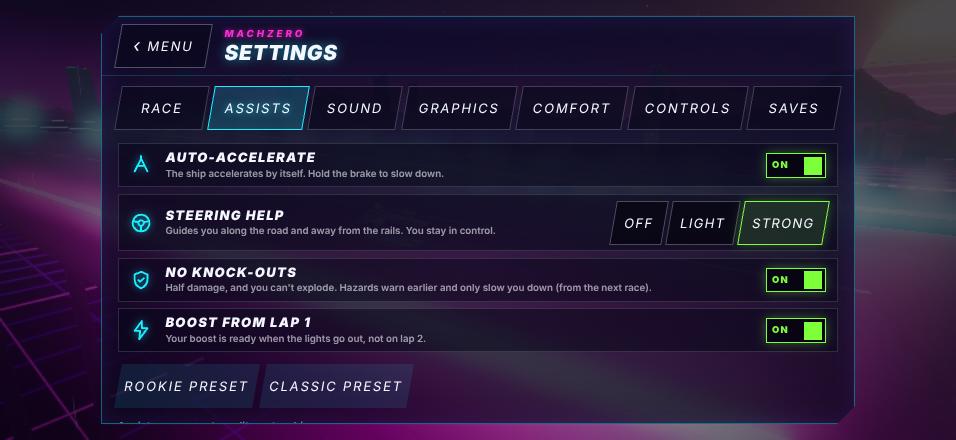 ‹ MENU
MACHZERO
SETTINGS
RACE
ASSISTS
SOUND
GRAPHICS
COMFORT
CONTROLS
SAVES
AUTO-ACCELERATE
The ship accelerates by itself. Hold the brake to slow down.
ON
STEERING HELP
Guides you along the road and away from the rails. You stay in control.
OFF
LIGHT
STRONG
NO KNOCK-OUTS
Half damage, and you can't explode. Hazards warn earlier and only slow you down (from the next race).
ON
BOOST FROM LAP 1
Your boost is ready when the lights go out, not on lap 2.
ON
ROOKIE PRESET
CLASSIC PRESET